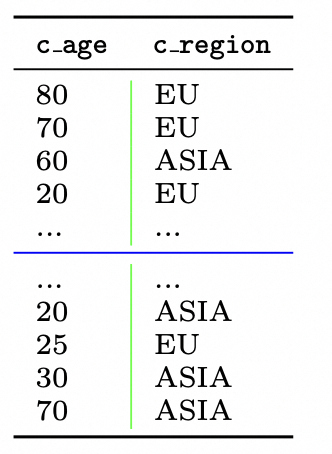 c_age c_region
80 EU
70 EU
60 ASIA
20 EU
... ...
... ...
20 ASIA
25 EU
30 ASIA
70 ASIA